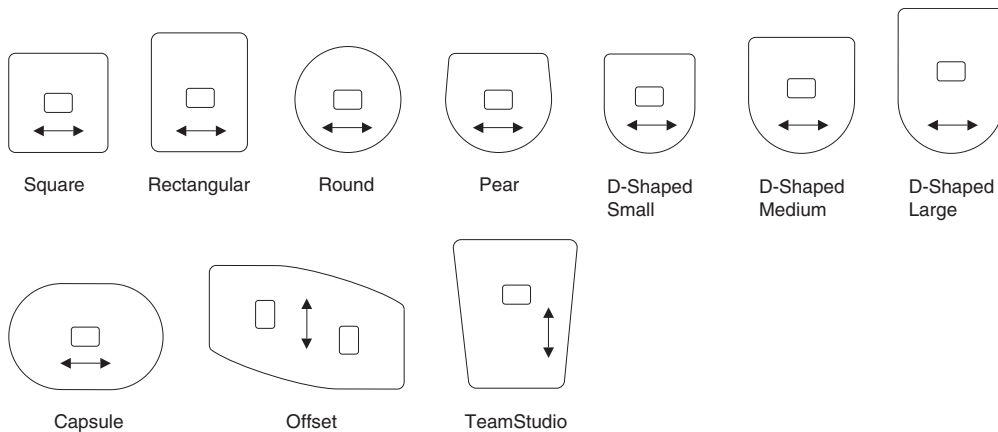 Square
Rectangular
Round
Pear
D-Shaped
Small
D-Shaped
Medium
D-Shaped
Large
Capsule
Offset
TeamStudio